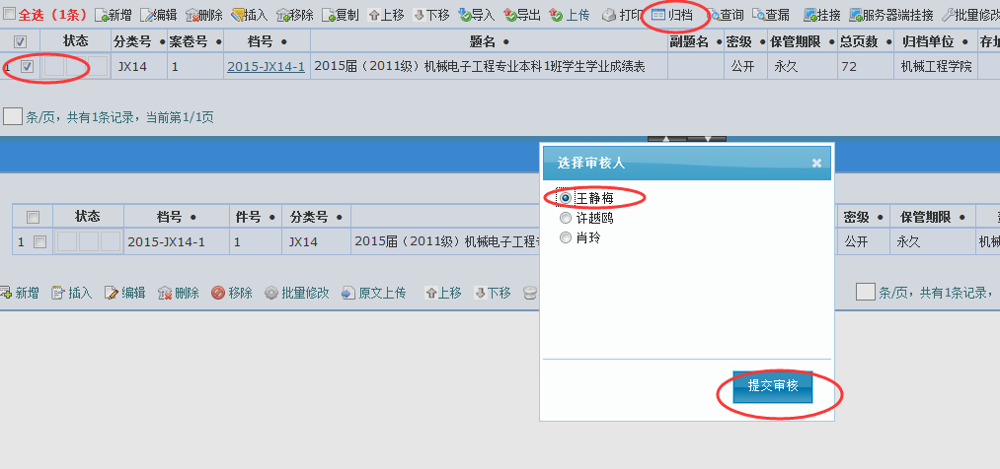 全选（1条） 新增 编辑 删除 插入 移除 复制 上移 下移 导入 导出 上传 打印 归档 查询 查漏 挂接 服务器端挂接 批量修改
状态 分类号 • 案卷号 • 档号 • 题名 • 副题名 • 密级 • 保管期限 • 总页数 • 归档单位 • 存址
1 JX14 1 2015-JX14-1 2015届（2011级）机械电子工程专业本科1班学生学业成绩表 公开 永久 72 机械工程学院
条/页，共有1条记录，当前第1/1页
选择审核人
王静梅
许越鸥
肖玲
提交审核
状态 档号 • 件号 • 分类号 • 密级 • 保管期限 •
1 2015-JX14-1 1 JX14 2015届（2011级）机械电子工程 公开 永久 机械
新增 插入 编辑 删除 移除 批量修改 原文上传 上移 下移 条/页，共有1条记录，